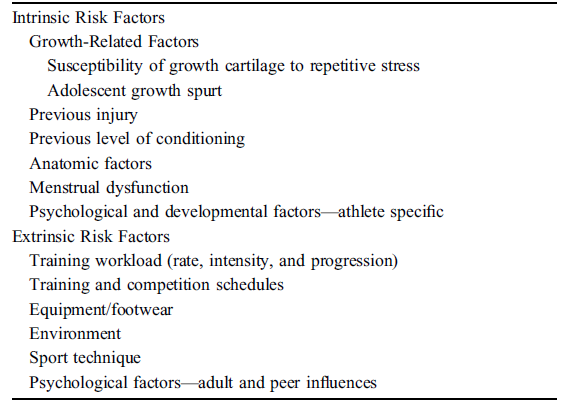 Intrinsic Risk Factors
Growth-Related Factors
Susceptibility of growth cartilage to repetitive stress
Adolescent growth spurt
Previous injury
Previous level of conditioning
Anatomic factors
Menstrual dysfunction
Psychological and developmental factors—athlete specific
Extrinsic Risk Factors
Training workload (rate, intensity, and progression)
Training and competition schedules
Equipment/footwear
Environment
Sport technique
Psychological factors—adult and peer influences